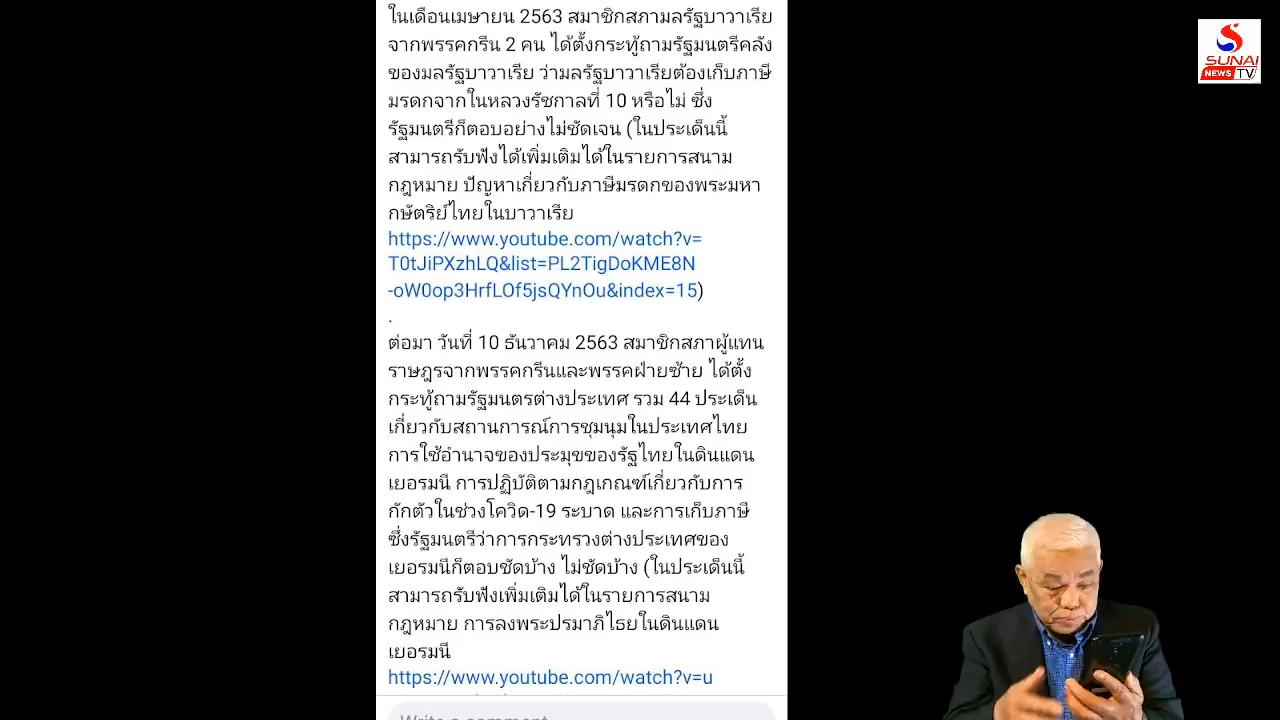 ในเดือนเมษายน 2563 สมาชิกสภามลรัฐบาวาเรีย
จากพรรคกรีน 2 คน ได้ตั้งกระทู้ถามรัฐมนตรีคลัง
ของมลรัฐบาวาเรีย ว่ามลรัฐบาวาเรียต้องเก็บภาษี
มรดกจากในหลวงรัชกาลที่ 10 หรือไม่ ซึ่ง
รัฐมนตรีก็ตอบอย่างไม่ชัดเจน (ในประเด็นนี้
สามารถรับฟังได้เพิ่มเติมได้ในรายการสนาม
กฎหมาย ปัญหาเกี่ยวกับภาษีมรดกของพระมหา
กษัตริย์ไทยในบาวาเรีย
https://www.youtube.com/watch?v=
T0tJiPXzhLQ&list=PL2TigDoKME8N
-oW0op3HrfLOf5jsQYnOu&index=15)
.
ต่อมา วันที่ 10 ธันวาคม 2563 สมาชิกสภาผู้แทน
ราษฎรจากพรรคกรีนและพรรคฝ่ายซ้าย ได้ตั้ง
กระทู้ถามรัฐมนตรต่างประเทศ รวม 44 ประเด็น
เกี่ยวกับสถานการณ์การชุมนุมในประเทศไทย
การใช้อำนาจของประมุขของรัฐไทยในดินแดน
เยอรมนี การปฏิบัติตามกฎเกณฑ์เกี่ยวกับการ
กักตัวในช่วงโควิด-19 ระบาด และการเก็บภาษี
ซึ่งรัฐมนตรีว่าการกระทรวงต่างประเทศของ
เยอรมนีก็ตอบชัดบ้าง ไม่ชัดบ้าง (ในประเด็นนี้
สามารถรับฟังเพิ่มเติมได้ในรายการสนาม
กฎหมาย การลงพระปรมาภิไธยในดินแดน
เยอรมนี
https://www.youtube.com/watch?v=u
Write a comment
SUNAI
NEWS TV